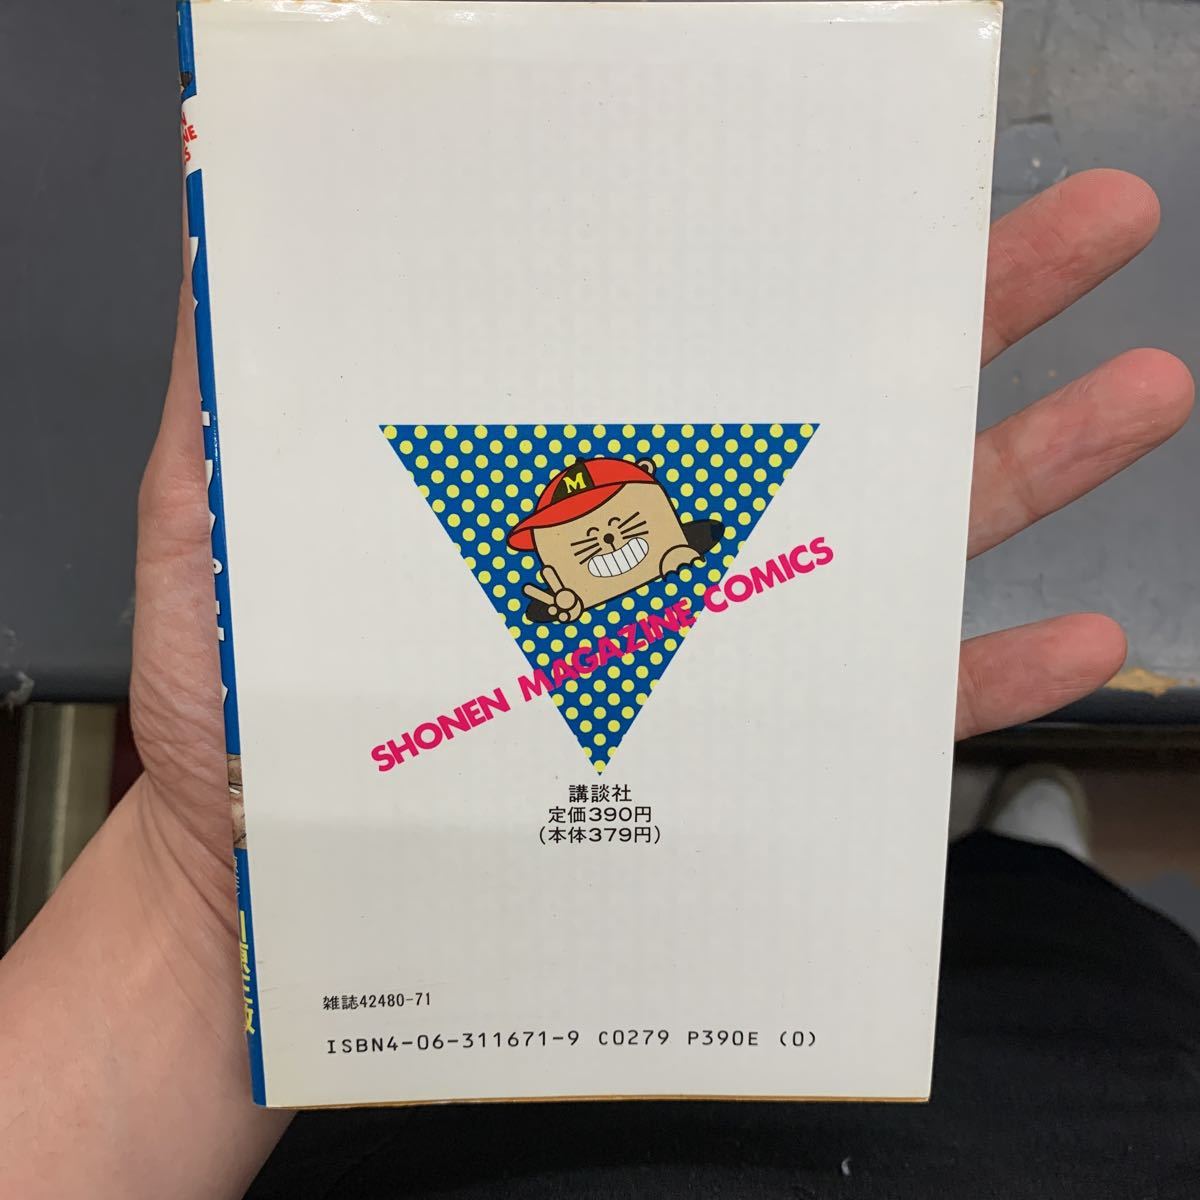 M
SHONEN MAGAZINE COMICS
講談社
定価390円
(本体379円)
雑誌42480-71
ISBN4-06-311671-9 C0279 P390E (0)